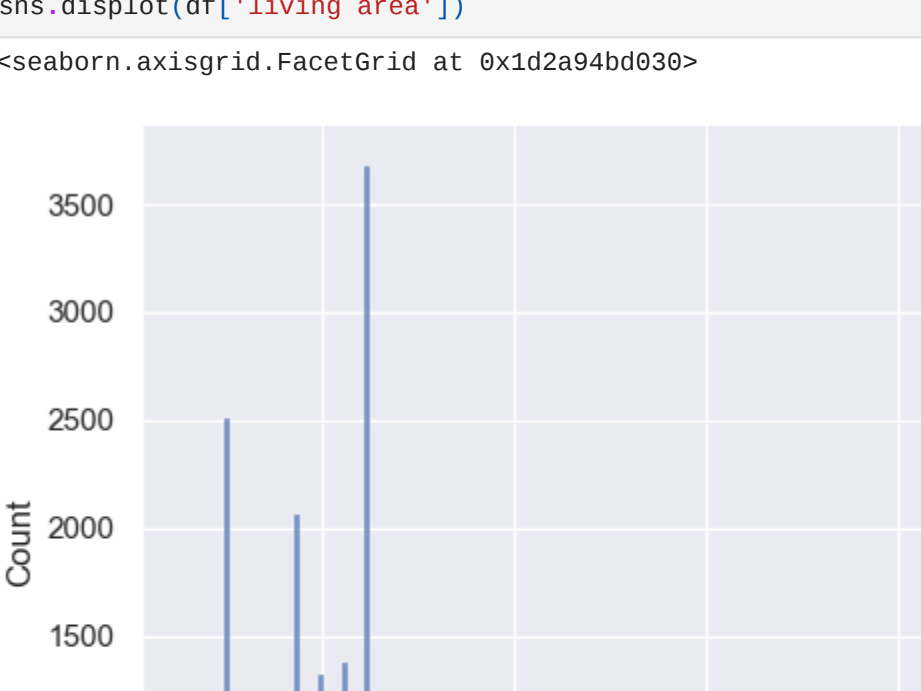 sns.displot(df['living area'])
<seaborn.axisgrid.FacetGrid at 0x1d2a94bd030>
3500
3000
2500
Count
2000
1500